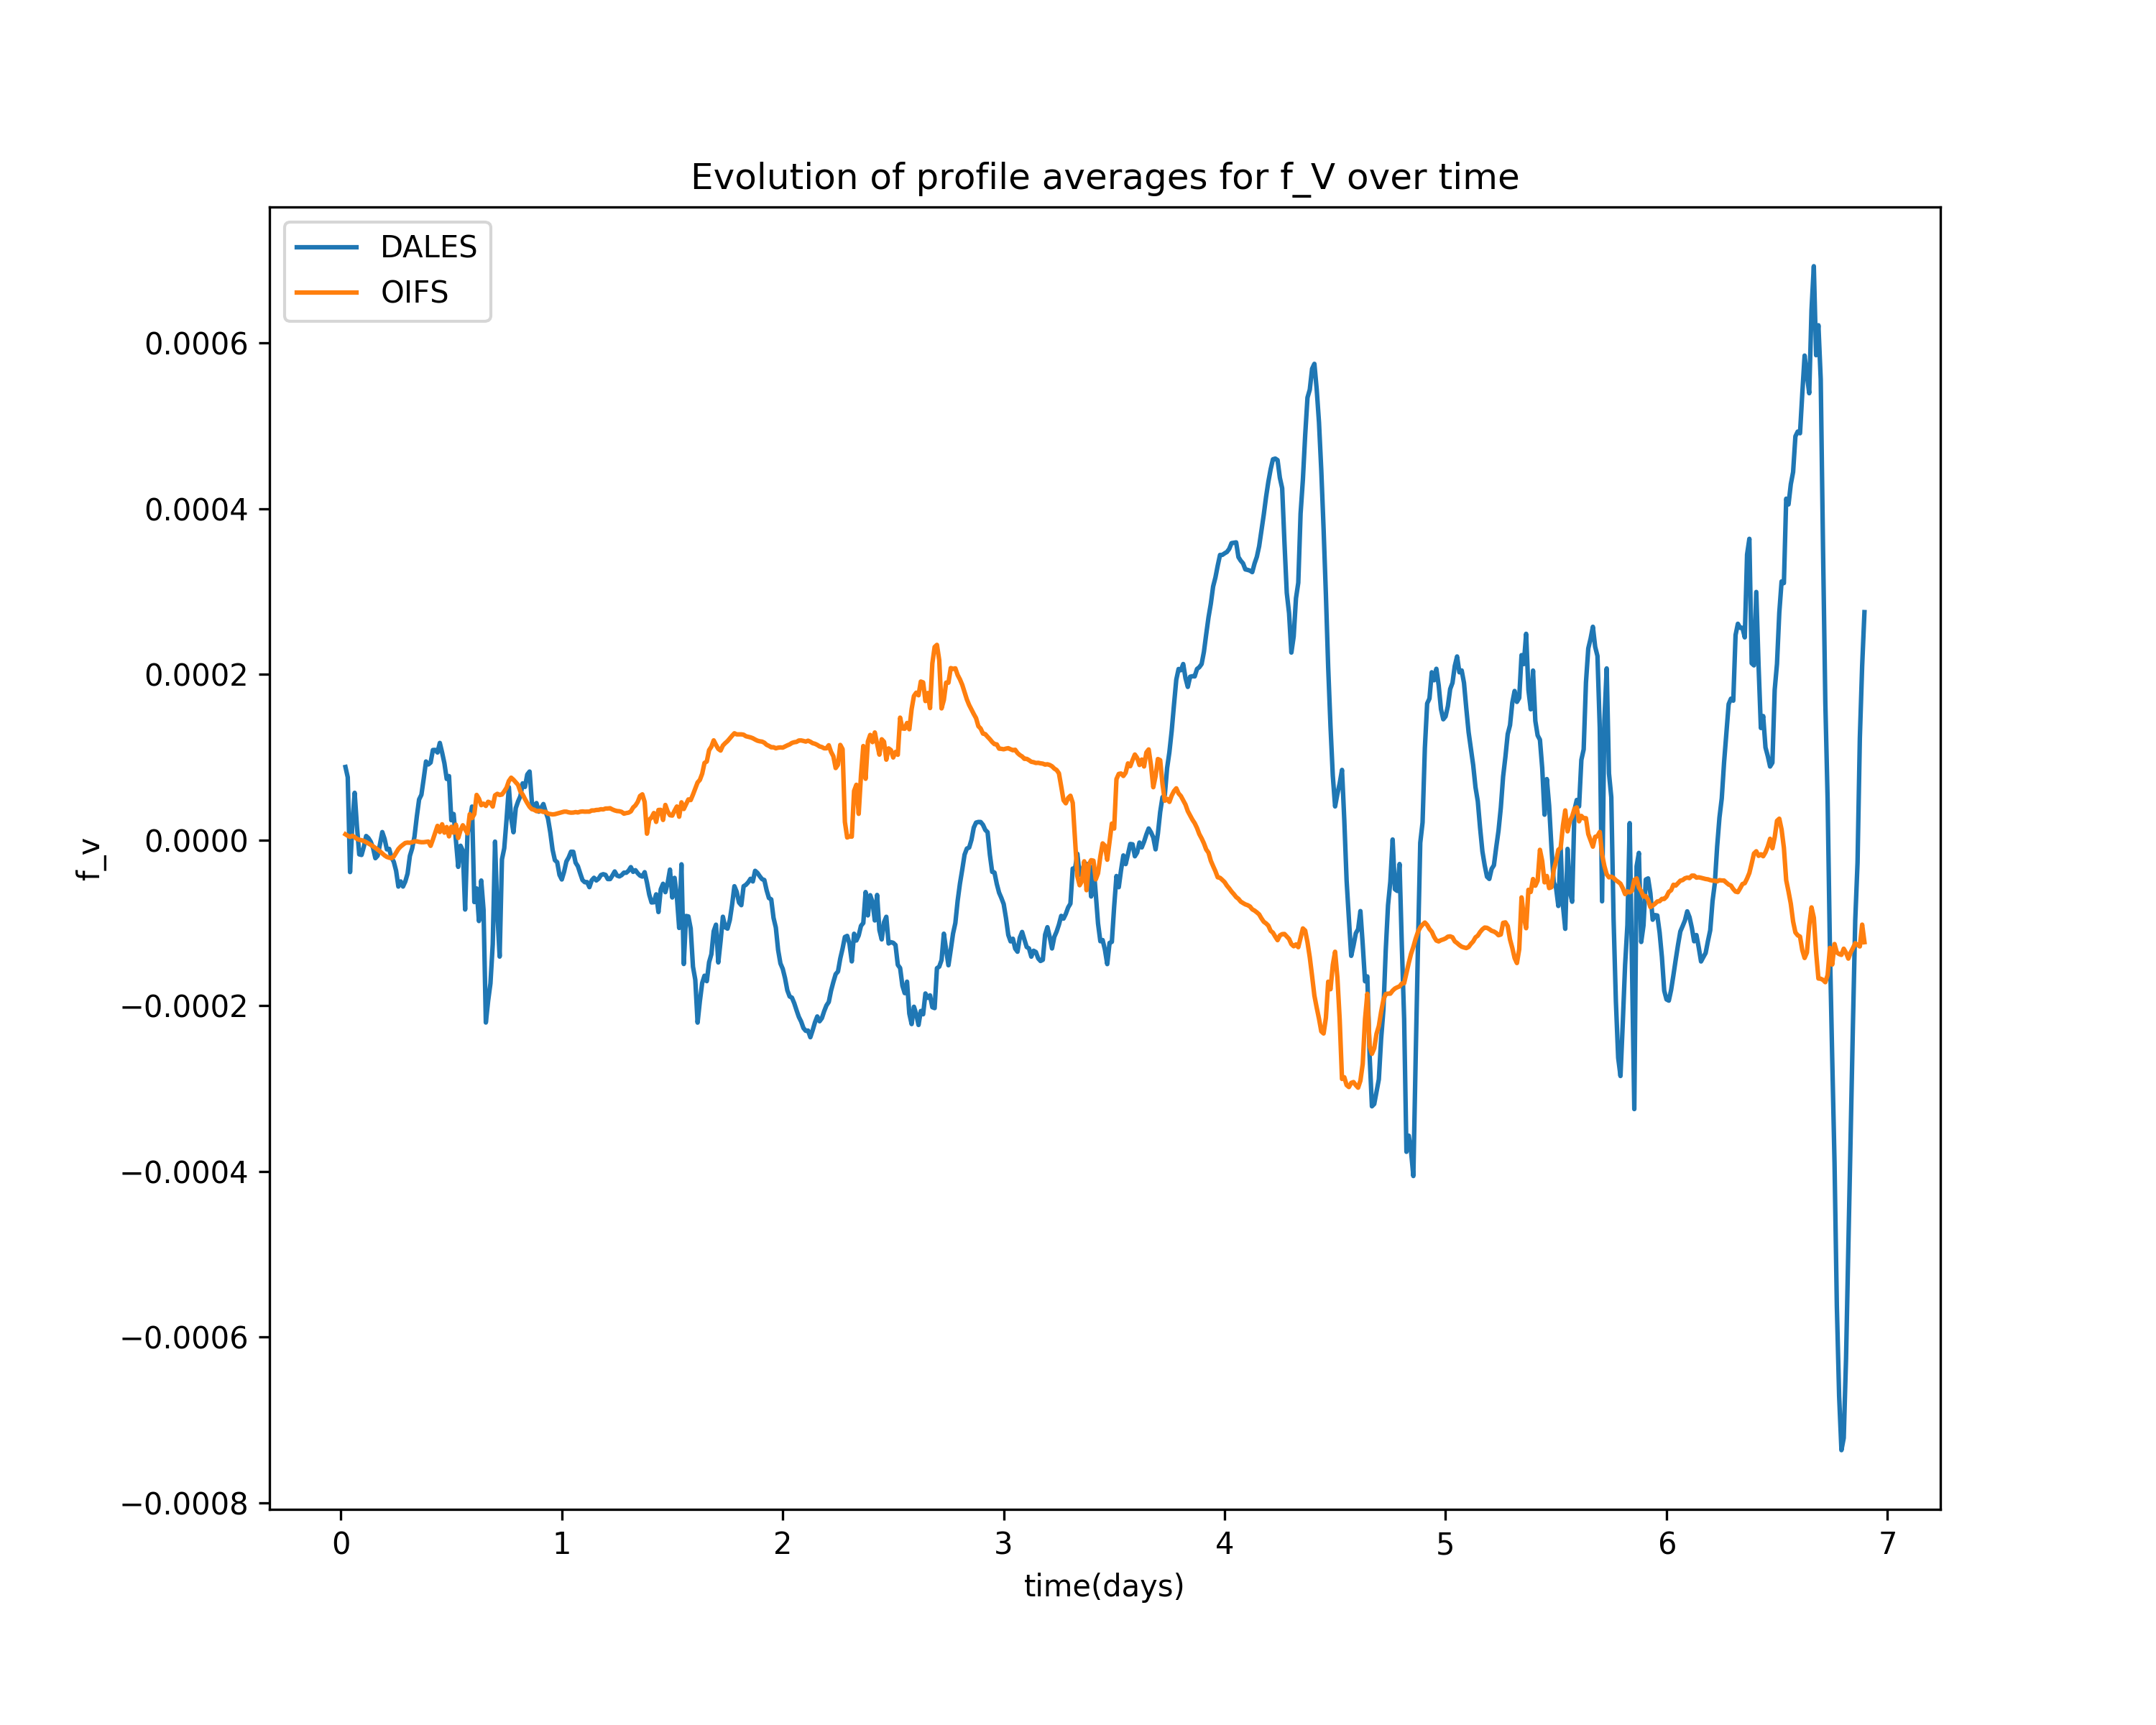 Evolution of profile averages for f_V over time
DALES
OIFS
f_v
0.0006
0.0004
0.0002
0.0000
−0.0002
−0.0004
−0.0006
−0.0008
0 1 2 3 4 5 6 7
time(days)